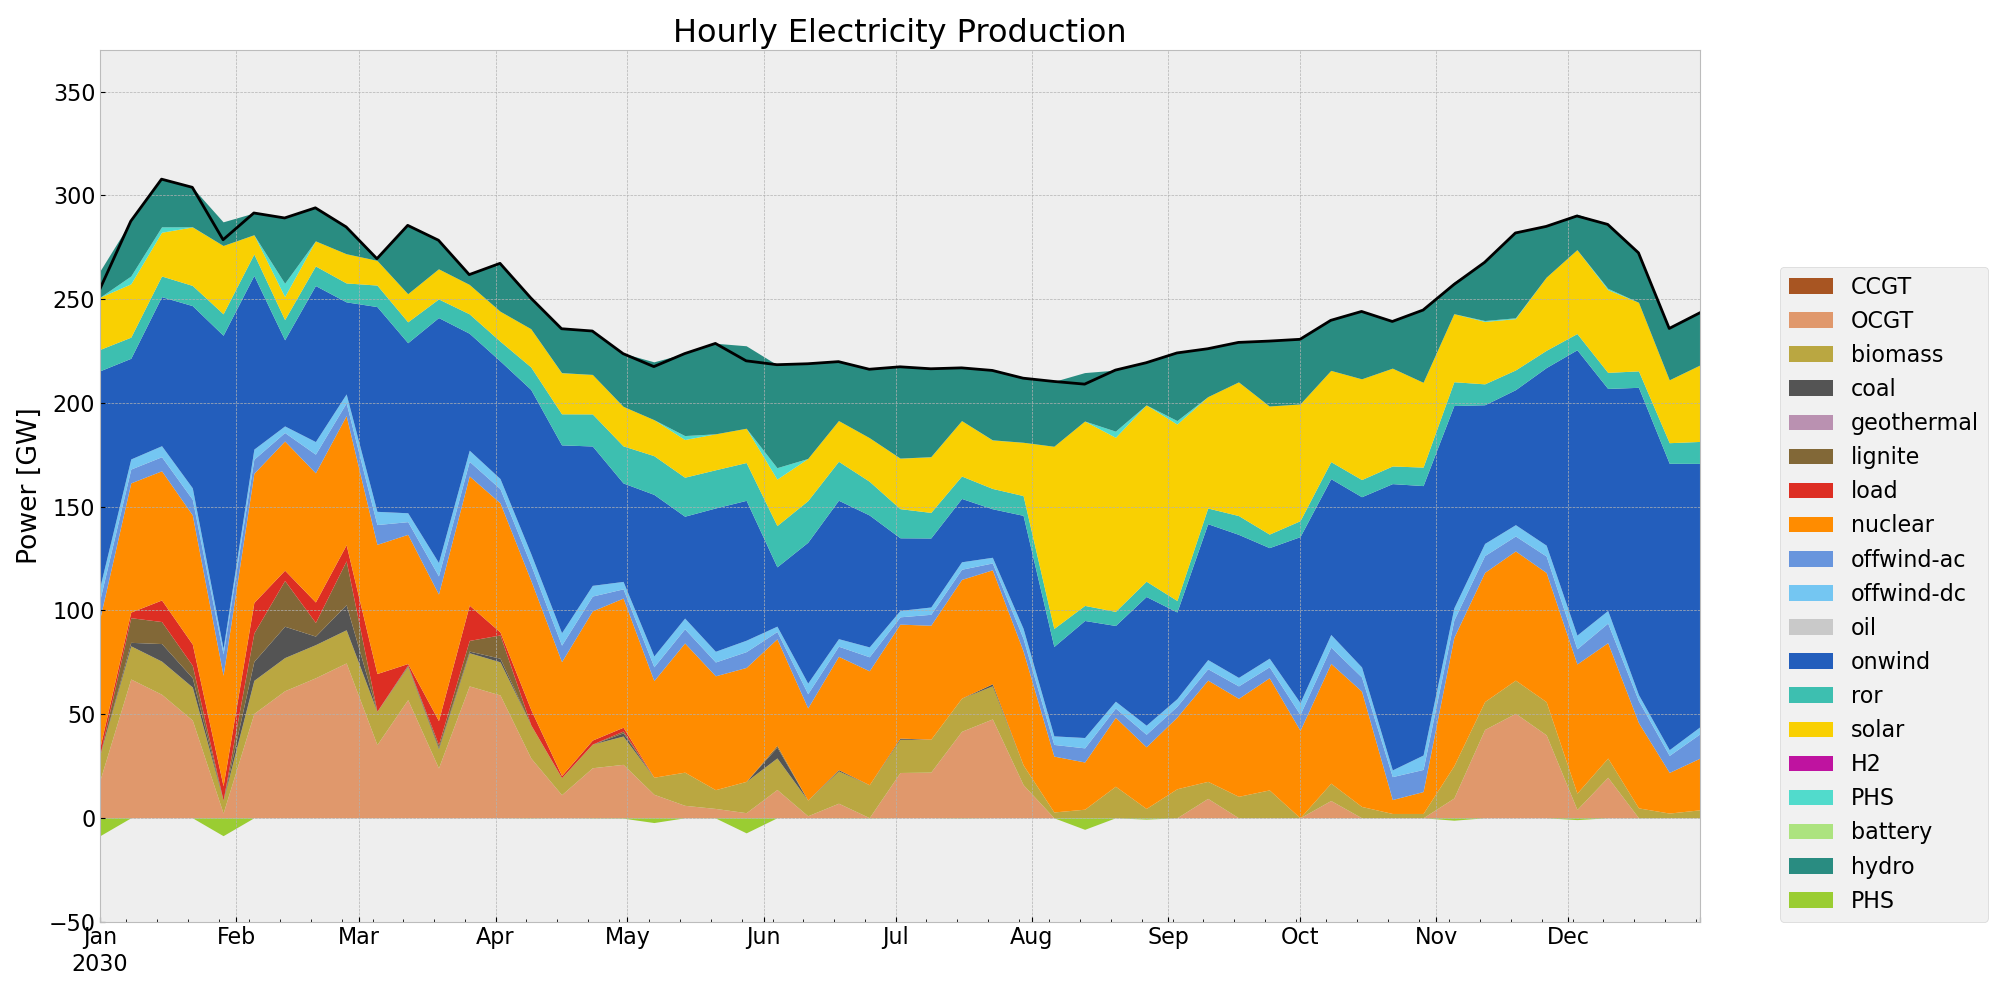 Hourly Electricity Production
Power [GW]
350
300
250
200
150
100
50
0
−50
Jan Feb Mar Apr May Jun Jul Aug Sep Oct Nov Dec
2030
CCGT
OCGT
biomass
coal
geothermal
lignite
load
nuclear
offwind-ac
offwind-dc
oil
onwind
ror
solar
H2
PHS
battery
hydro
PHS